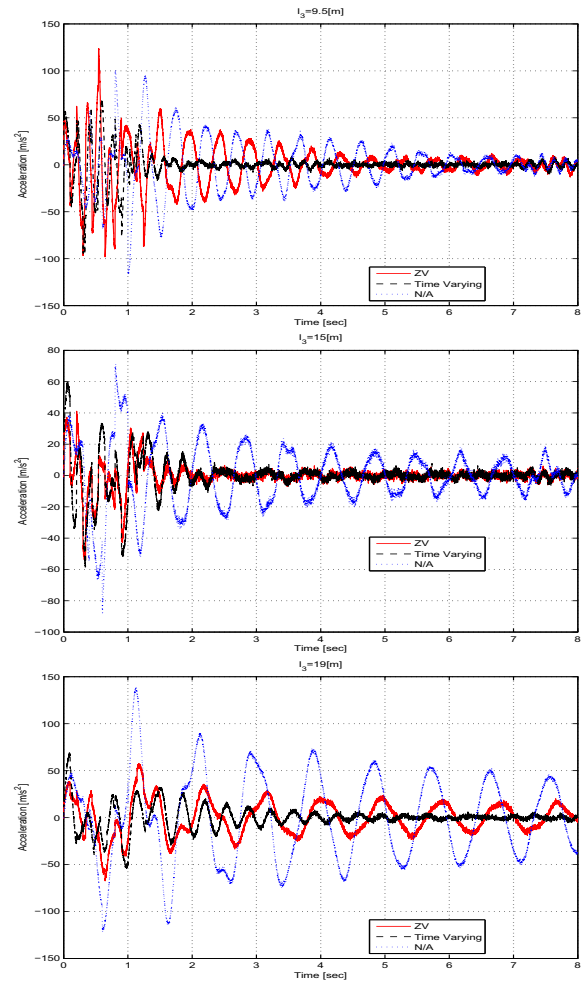 l₃=9.5[m]
150
100
50
0
−50
−100
−150
Acceleration [m/s²]
0 1 2 3 4 5 6 7 8
Time [sec]
ZV
Time Varying
N/A
l₃=15[m]
80
60
40
20
0
−20
−40
−60
−80
−100
Acceleration [m/s²]
0 1 2 3 4 5 6 7 8
Time [sec]
ZV
Time Varying
N/A
l₃=19[m]
150
100
50
0
−50
−100
−150
Acceleration [m/s²]
0 1 2 3 4 5 6 7 8
Time [sec]
ZV
Time Varying
N/A